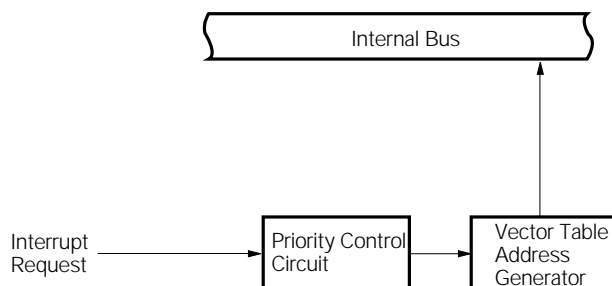 Internal Bus
Interrupt
Request
Priority Control
Circuit
Vector Table
Address
Generator